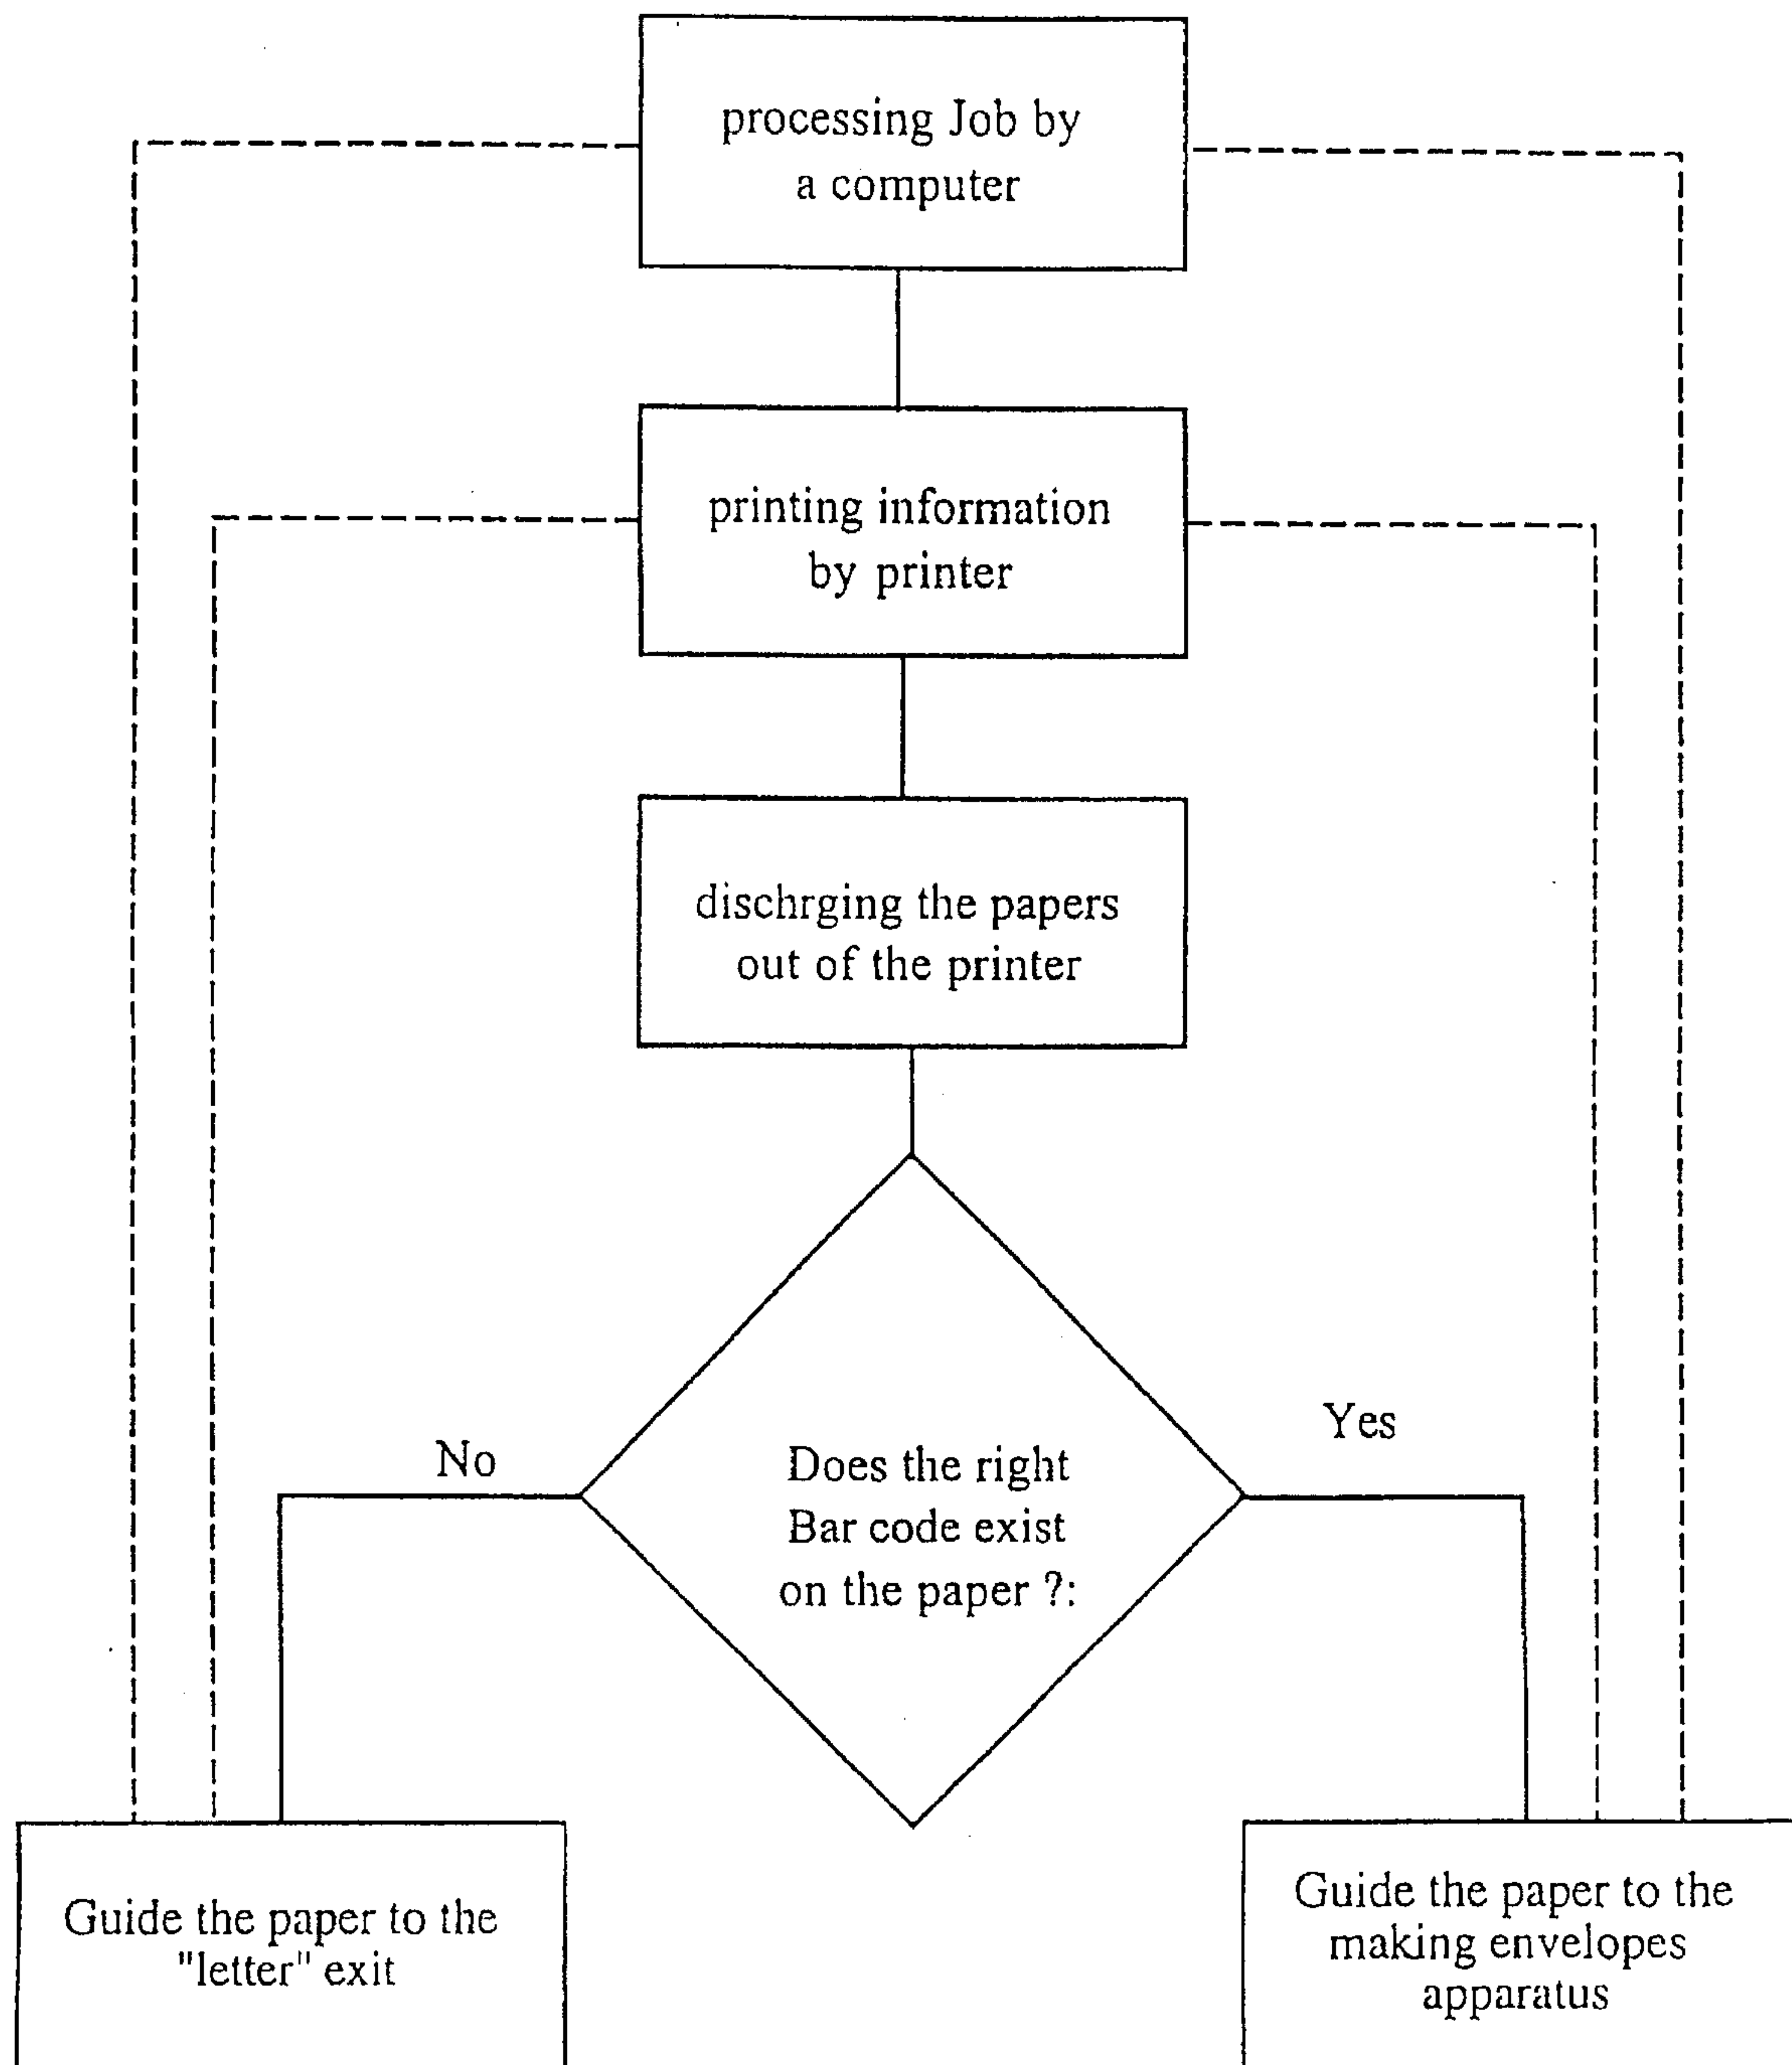 processing Job by
a computer
printing information
by printer
dischrging the papers
out of the printer
Yes
No
Does the right
Bar code exist
on the paper ?:
Guide the paper to the
"letter" exit
Guide the paper to the
making envelopes
apparatus